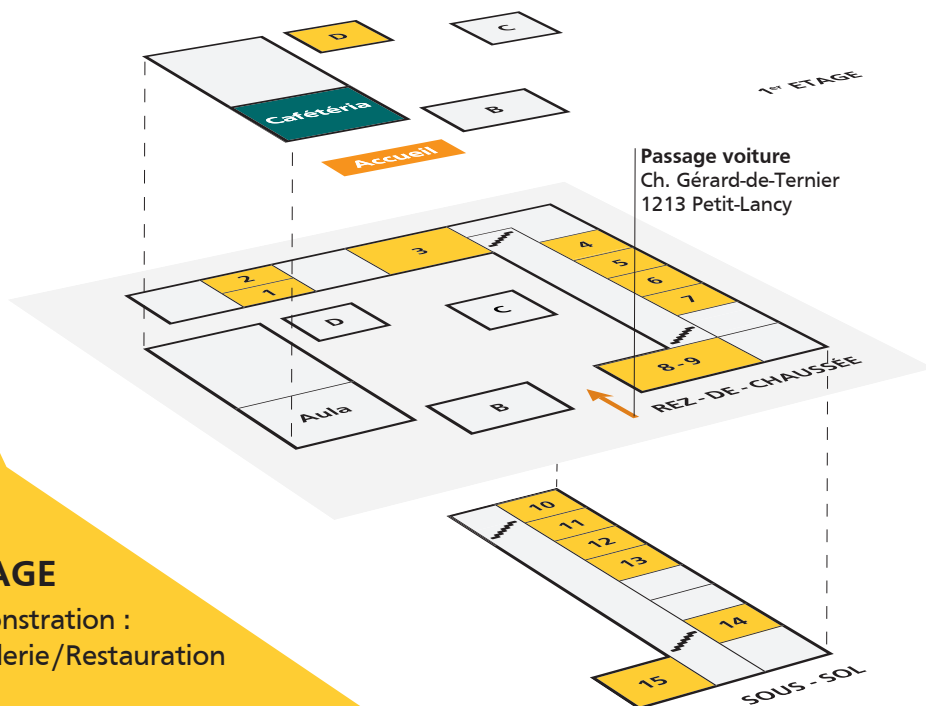 D
C
Cafétéria
B
1er ETAGE
Accueil
Passage voiture
Ch. Gérard-de-Ternier
1213 Petit-Lancy
2
1
3
4
5
6
7
D
C
8-9
REZ-DE-CHAUSSÉE
Aula
B
10
11
12
13
14
15
SOUS-SOL
AGE
onstration :
lerie/Restauration